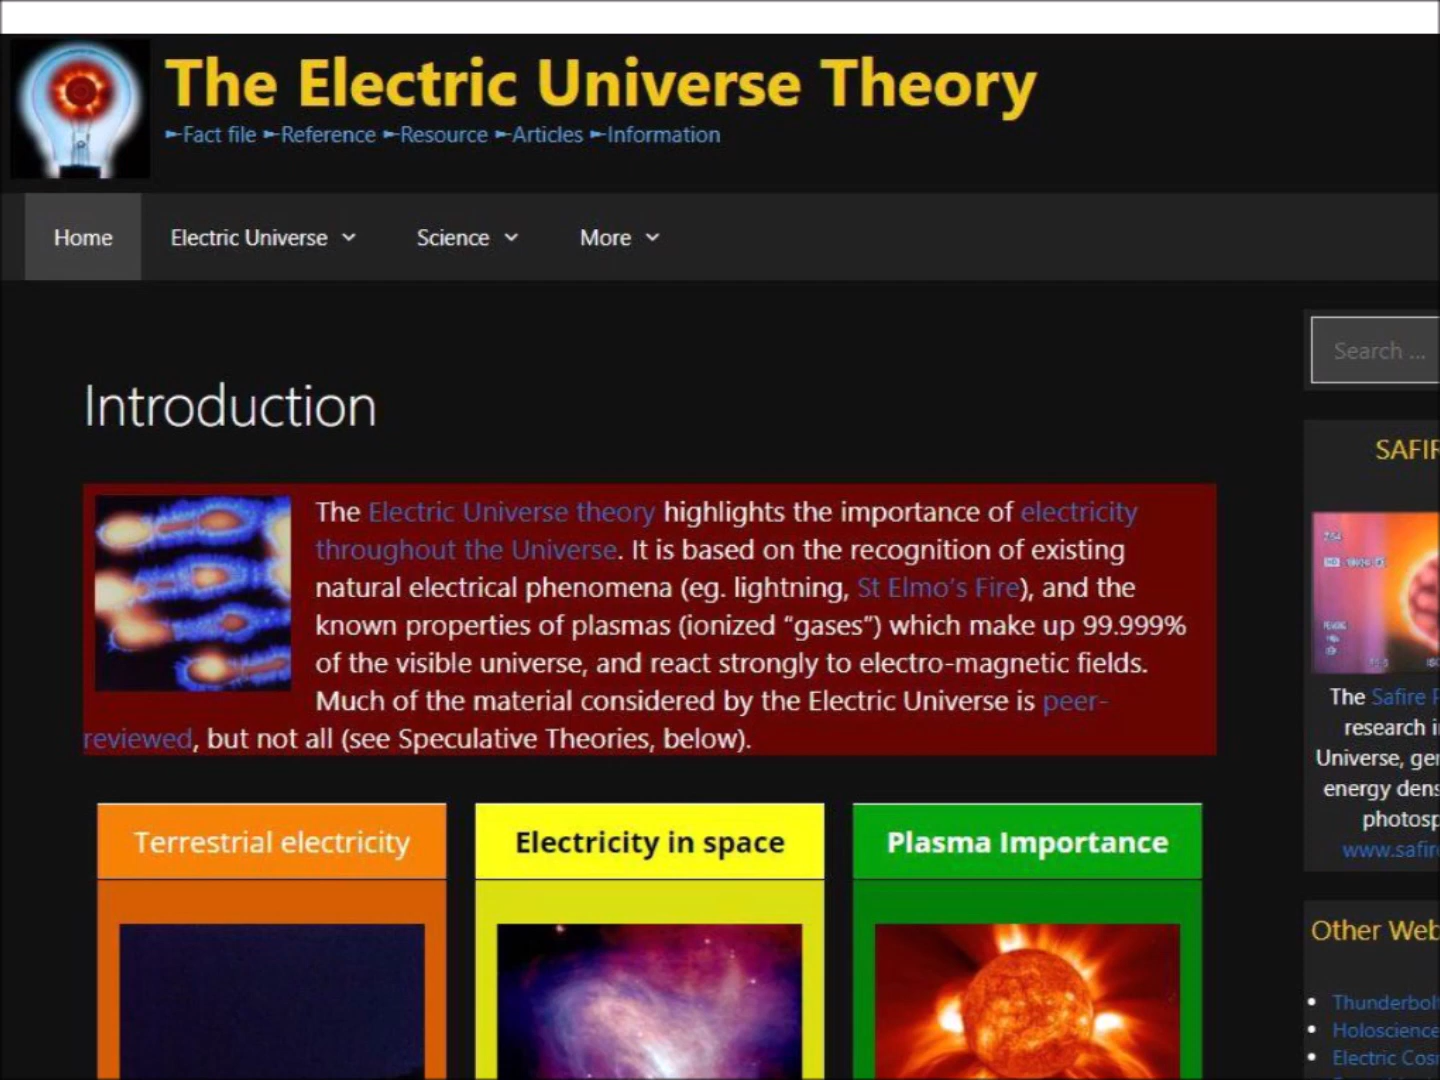 The Electric Universe Theory
Fact file Reference Resource Articles Information
Home Electric Universe Science More
Search ...
Introduction
SAFIR
The Electric Universe theory highlights the importance of electricity
throughout the Universe. It is based on the recognition of existing
natural electrical phenomena (eg. lightning, St Elmo’s Fire), and the
known properties of plasmas (ionized “gases”) which make up 99.999%
of the visible universe, and react strongly to electro-magnetic fields.
Much of the material considered by the Electric Universe is peer-
reviewed, but not all (see Speculative Theories, below).
The Safire
research
Universe, ger
energy dens
photosp
www.safir
Terrestrial electricity
Electricity in space
Plasma Importance
Other Web
Thunderbolt
Holoscience
Electric Cos